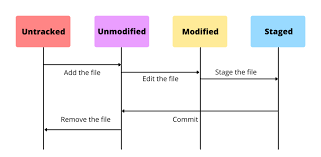 Untracked
Unmodified
Modified
Staged
Add the file
Edit the file
Stage the file
Commit
Remove the file